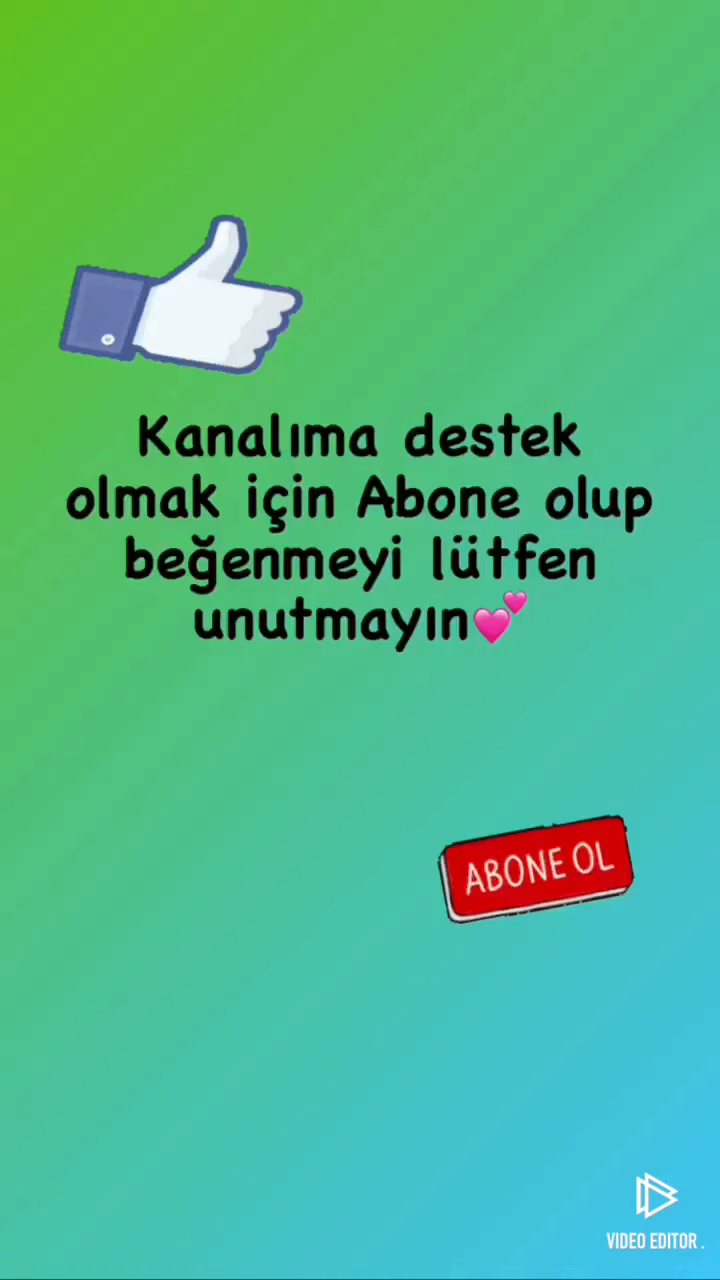 Kanalıma destek
olmak için Abone olup
beğenmeyi lütfen
unutmayın💕
ABONE OL
VIDEO EDITOR .